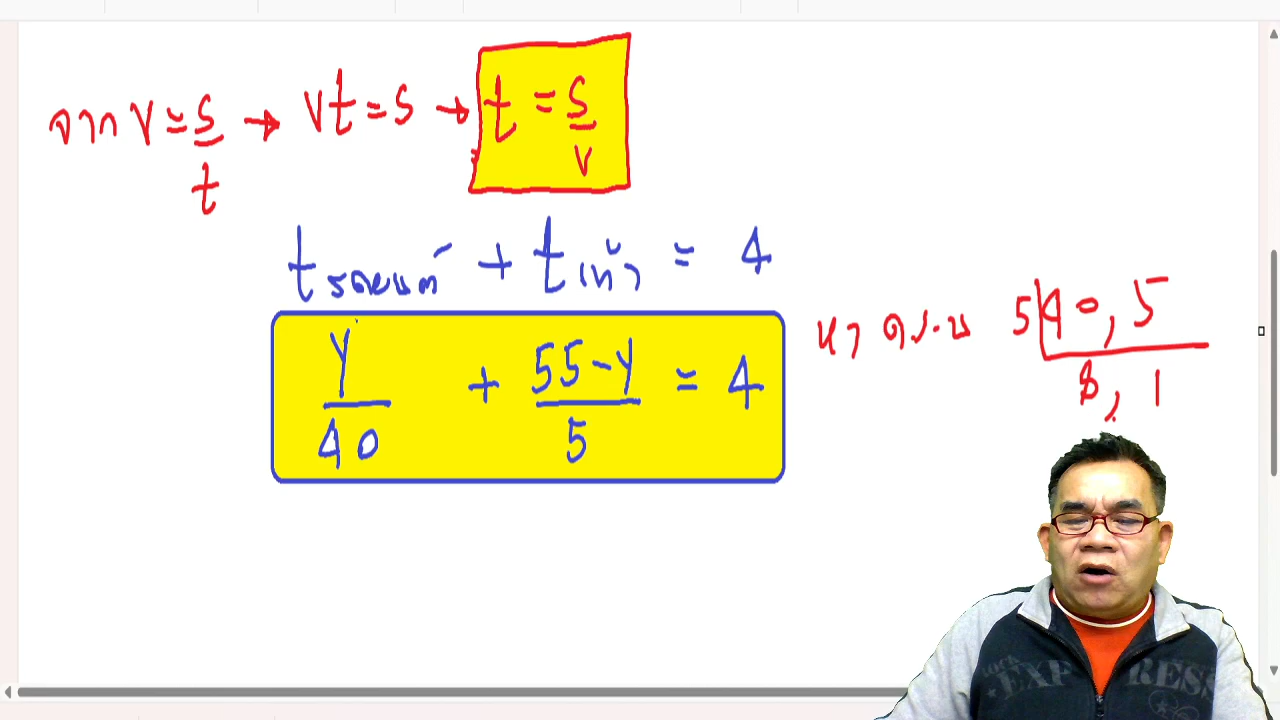 จาก v = s/t → vt = s → t = s/v
t รถยนต์ + t เท้า = 4
y/40 + (55-y)/5 = 4
หา ค.ร.น 5 40, 5
8, 1
EXPRESS